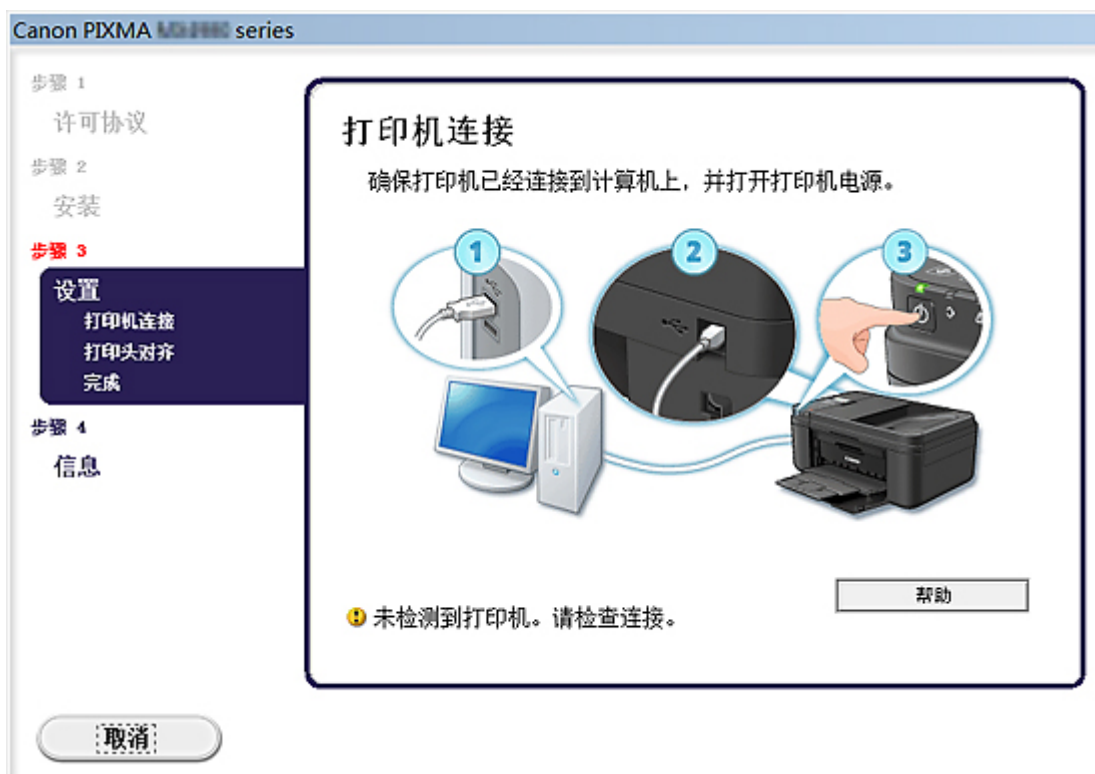 Canon PIXMA series
步骤 1
许可协议
步骤 2
安装
步骤 3
设置
打印机连接
打印头对齐
完成
步骤 4
信息
打印机连接
确保打印机已经连接到计算机上，并打开打印机电源。
1
2
3
未检测到打印机。请检查连接。
帮助
取消